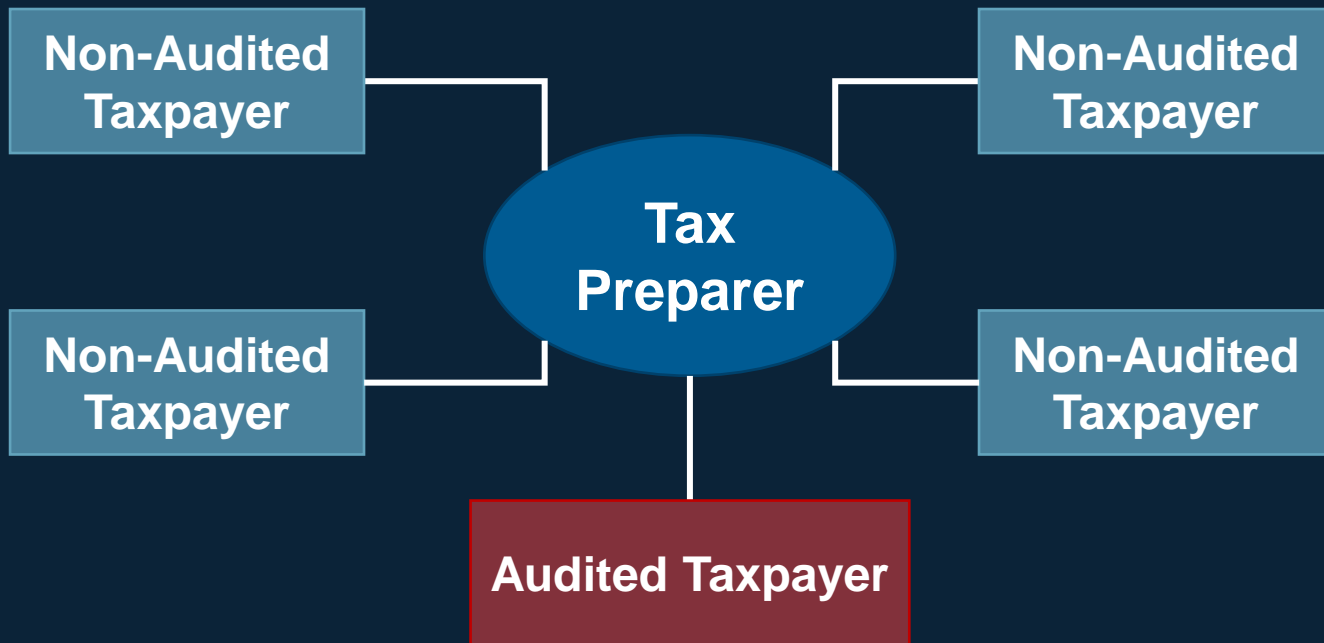 Non-Audited
Taxpayer
Non-Audited
Taxpayer
Tax
Preparer
Non-Audited
Taxpayer
Non-Audited
Taxpayer
Audited Taxpayer